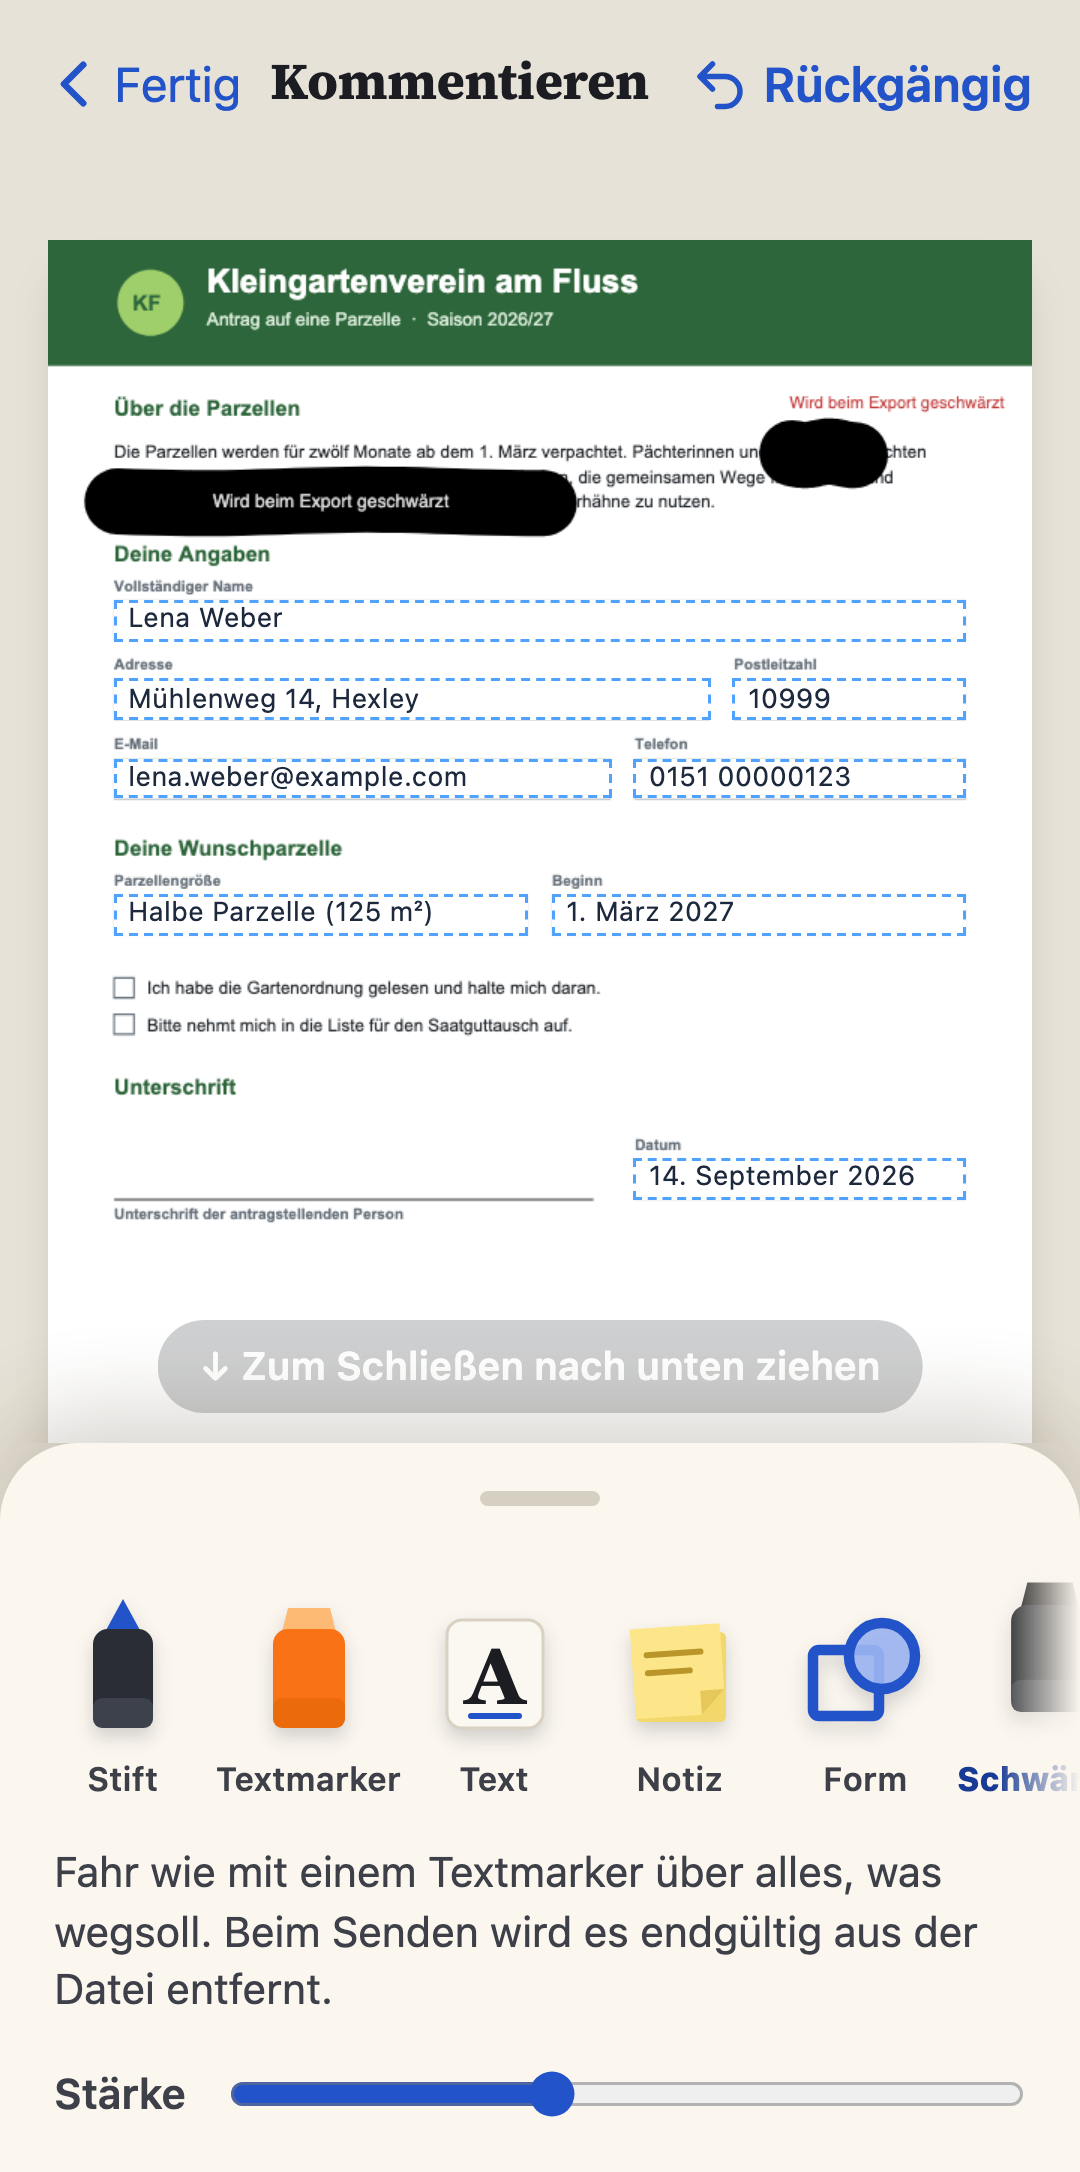 Fertig
Kommentieren
Rückgängig
KF
Kleingartenverein am Fluss
Antrag auf eine Parzelle · Saison 2026/27
Über die Parzellen
Wird beim Export geschwärzt
Die Parzellen werden für zwölf Monate ab dem 1. März verpachtet. Pächterinnen
die gemeinsamen Wege
zu nutzen.
Wird beim Export geschwärzt
Deine Angaben
Vollständiger Name
Lena Weber
Adresse
Postleitzahl
Mühlenweg 14, Hexley
10999
E-Mail
Telefon
lena.weber@example.com
0151 00000123
Deine Wunschparzelle
Parzellengröße
Beginn
Halbe Parzelle (125 m²)
1. März 2027
Ich habe die Gartenordnung gelesen und halte mich daran.
Bitte nehmt mich in die Liste für den Saatguttausch auf.
Unterschrift
Datum
14. September 2026
Unterschrift der antragstellenden Person
↓ Zum Schließen nach unten ziehen
A
Stift
Textmarker
Text
Notiz
Form
Fahr wie mit einem Textmarker über alles, was
wegsoll. Beim Senden wird es endgültig aus der
Datei entfernt.
Stärke